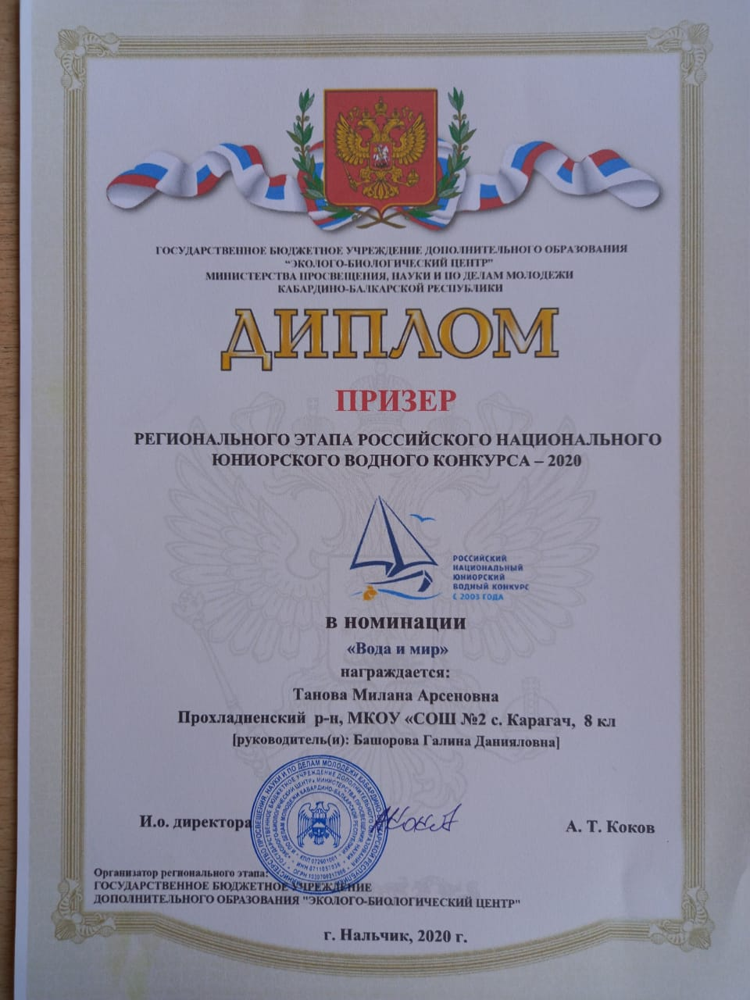 ГОСУДАРСТВЕННОЕ БЮДЖЕТНОЕ УЧРЕЖДЕНИЕ ДОПОЛНИТЕЛЬНОГО ОБРАЗОВАНИЯ
"ЭКОЛОГО-БИОЛОГИЧЕСКИЙ ЦЕНТР"
МИНИСТЕРСТВА ПРОСВЕЩЕНИЯ, НАУКИ И ПО ДЕЛАМ МОЛОДЕЖИ
КАБАРДИНО-БАЛКАРСКОЙ РЕСПУБЛИКИ
ДИПЛОМ
ПРИЗЕР
РЕГИОНАЛЬНОГО ЭТАПА РОССИЙСКОГО НАЦИОНАЛЬНОГО
ЮНИОРСКОГО ВОДНОГО КОНКУРСА – 2020
РОССИЙСКИЙ
НАЦИОНАЛЬНЫЙ
ЮНИОРСКИЙ
ВОДНЫЙ КОНКУРС
С 2003 ГОДА
в номинации
«Вода и мир»
награждается:
Танова Милана Арсеновна
Прохладненский р-н, МКОУ «СОШ №2 с. Карагач, 8 кл
[руководитель(и): Башорова Галина Данияловна]
И.о. директора
А. Т. Коков
Организатор регионального этапа:
ГОСУДАРСТВЕННОЕ БЮДЖЕТНОЕ УЧРЕЖДЕНИЕ
ДОПОЛНИТЕЛЬНОГО ОБРАЗОВАНИЯ "ЭКОЛОГО-БИОЛОГИЧЕСКИЙ ЦЕНТР"
г. Нальчик, 2020 г.